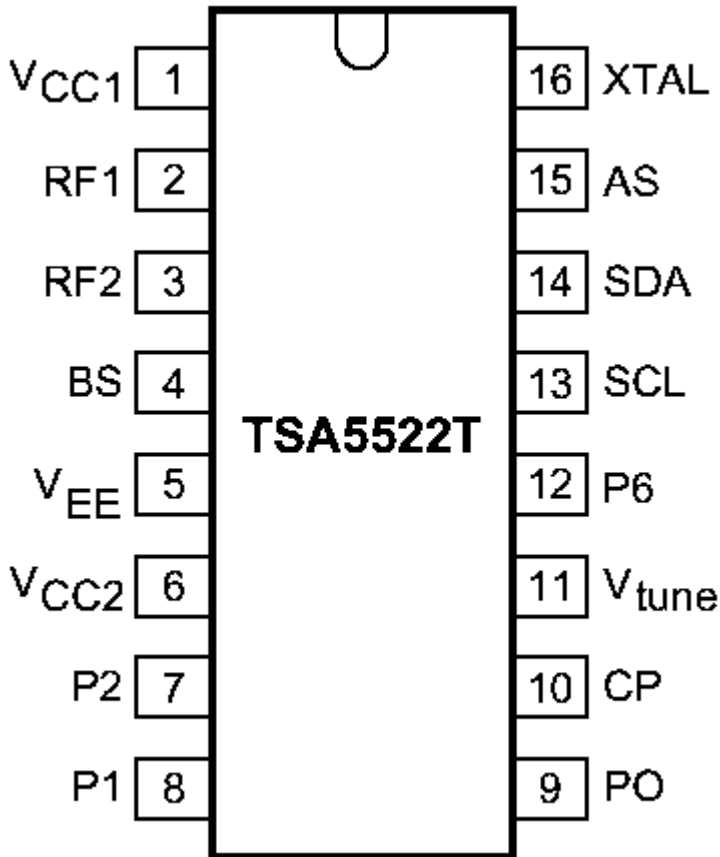 VCC1 1 16 XTAL
RF1 2 15 AS
RF2 3 14 SDA
BS 4 13 SCL
TSA5522T
VEE 5 12 P6
VCC2 6 11 Vtune
P2 7 10 CP
P1 8 9 PO